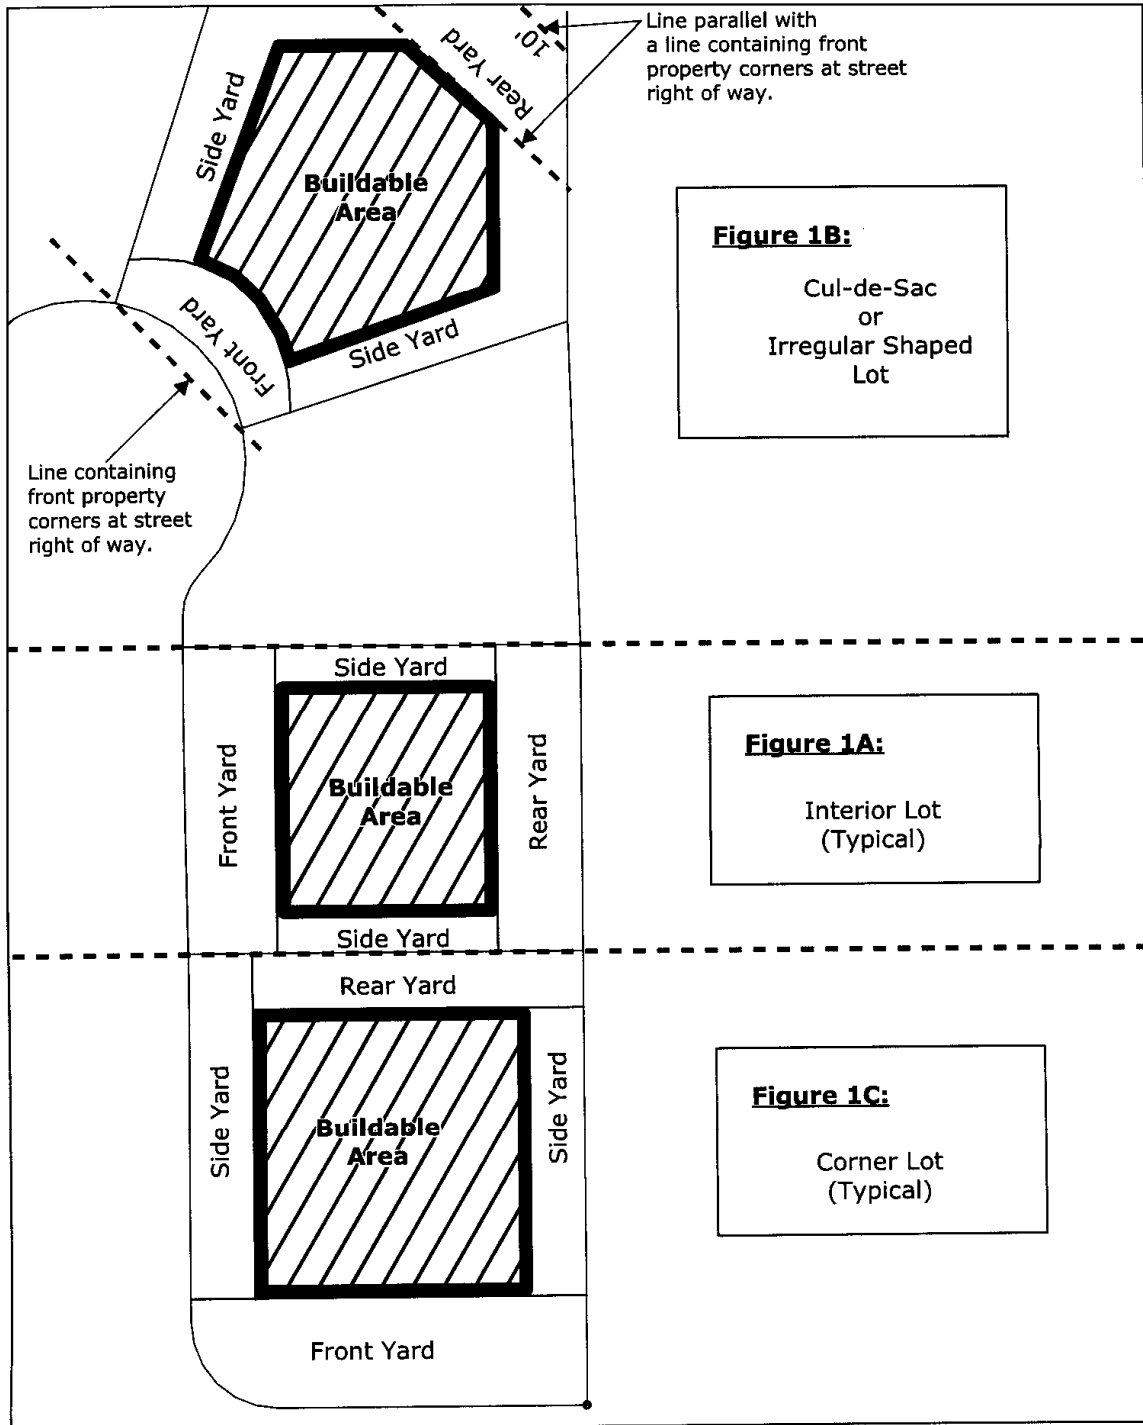 Line parallel with
a line containing front
property corners at street
right of way.
10'
Rear Yard
Side Yard
Buildable
Area
Front Yard
Side Yard
Line containing
front property
corners at street
right of way.
Figure 1B:
Cul-de-Sac
or
Irregular Shaped
Lot
Side Yard
Front Yard
Buildable
Area
Rear Yard
Side Yard
Figure 1A:
Interior Lot
(Typical)
Rear Yard
Side Yard
Buildable
Area
Side Yard
Front Yard
Figure 1C:
Corner Lot
(Typical)